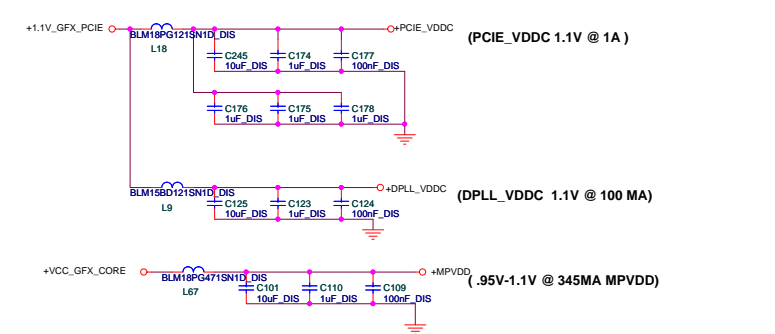 +1.1V_GFX_PCIE
BLM18PG121SN1D_DIS
L18
+PCIE_VDDC
(PCIE_VDDC 1.1V @ 1A )
C245
10uF_DIS
C174
1uF_DIS
C177
100nF_DIS
C176
1uF_DIS
C175
1uF_DIS
C178
1uF_DIS
BLM15BD121SN1D_DIS
L9
+DPLL_VDDC
(DPLL_VDDC 1.1V @ 100 MA)
C125
10uF_DIS
C123
1uF_DIS
C124
100nF_DIS
+VCC_GFX_CORE
BLM18PG471SN1D_DIS
L67
+MPVDD
( .95V-1.1V @ 345MA MPVDD)
C101
10uF_DIS
C110
1uF_DIS
C109
100nF_DIS